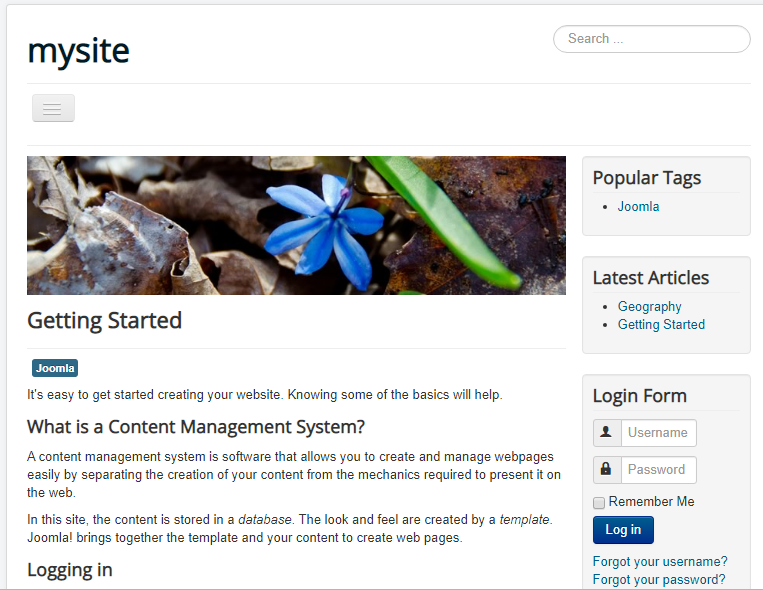 mysite
Search ...
Getting Started
Joomla
It's easy to get started creating your website. Knowing some of the basics will help.
What is a Content Management System?
A content management system is software that allows you to create and manage webpages
easily by separating the creation of your content from the mechanics required to present it on
the web.
In this site, the content is stored in a database. The look and feel are created by a template.
Joomla! brings together the template and your content to create web pages.
Logging in
Popular Tags
Joomla
Latest Articles
Geography
Getting Started
Login Form
Username
Password
Remember Me
Log in
Forgot your username?
Forgot your password?